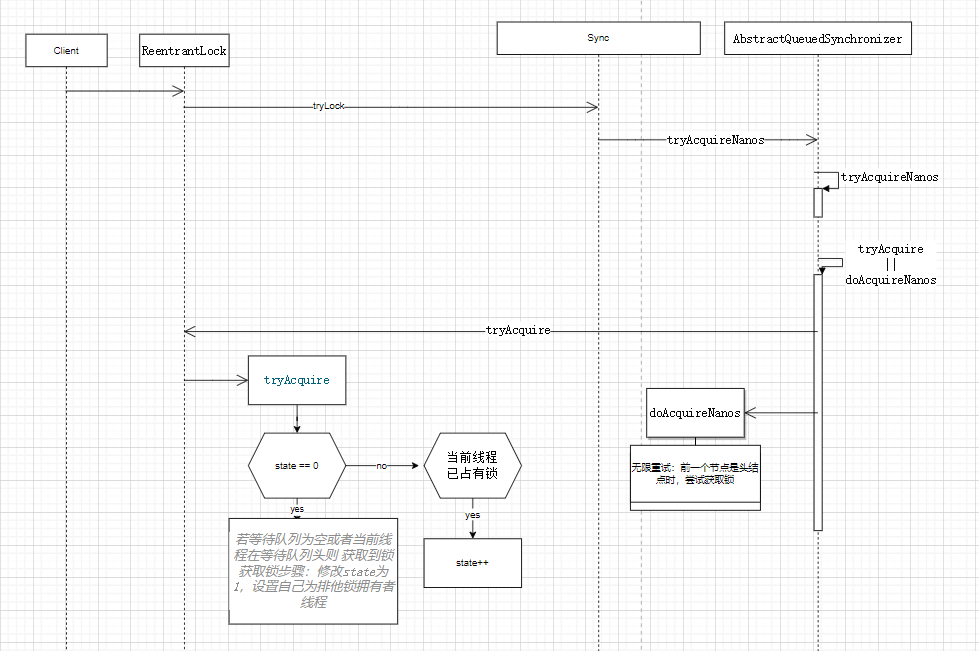 Client
ReentrantLock
Sync
AbstractQueuedSynchronizer
tryLock
tryAcquireNanos
tryAcquireNanos
tryAcquire
||
doAcquireNanos
tryAcquire
tryAcquire
doAcquireNanos
无限重试：前一个节点是头结
点时，尝试获取锁
state == 0
no
当前线程
已占有锁
yes
yes
若等待队列为空或者当前线
程在等待队列头则 获取到锁
获取锁步骤：修改state为
1，设置自己为排他锁拥有者
线程
state++